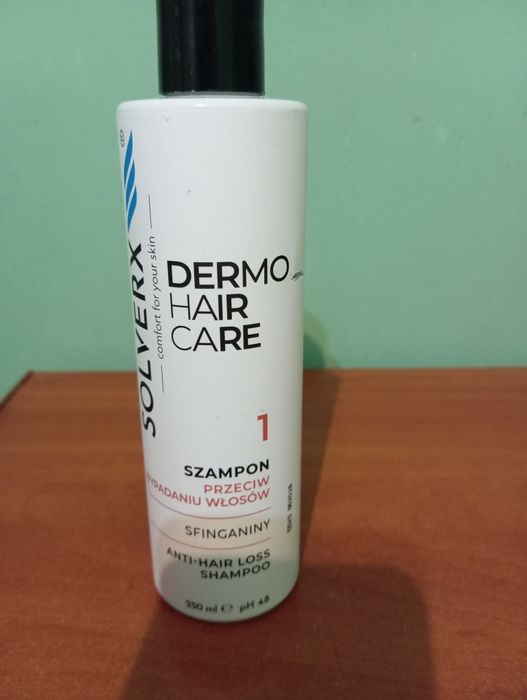 SOLVERX®
comfort for your skin
DERMO
HAIR
CARE
1
SZAMPON
PRZECIW
WYPADANIU WŁOSÓW
SFINGANINY
ANTI-HAIR LOSS
SHAMPOO
250 ml e pH 4.8